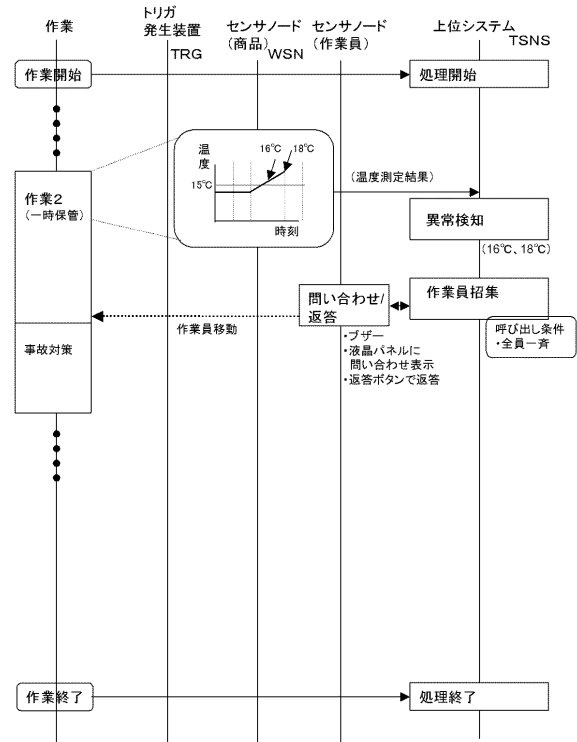 作業
トリガ
発生装置
TRG
センサノード
(商品)
WSN
センサノード
(作業員)
上位システム
TSNS
作業開始
処理開始
温度
16℃
18℃
15℃
時刻
作業2
(一時保管)
(温度測定結果)
異常検知
(16℃、18℃)
問い合わせ/
返答
作業員招集
作業員移動
呼び出し条件
・全員一斉
・ブザー
・液晶パネルに
問い合わせ表示
・返答ボタンで返答
事故対策
作業終了
処理終了